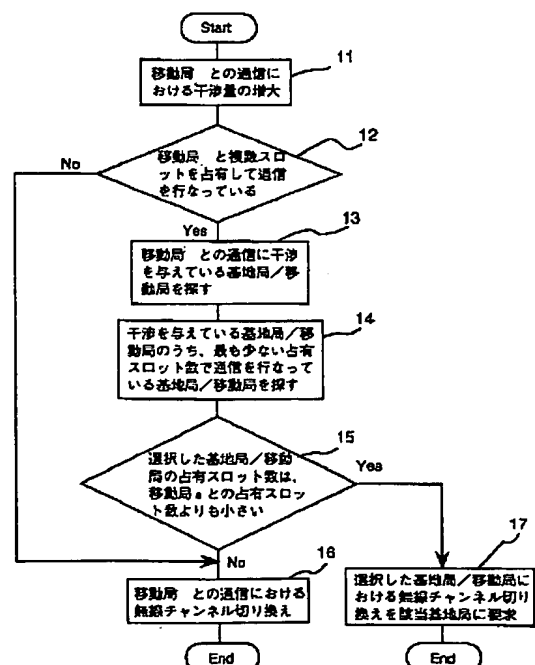 Start
11
移動局 との通信に
おける干渉量の増大
12
移動局 と複数スロ
ットを占有して通信
を行なっている
No
Yes
13
移動局 との通信に干渉
を与えている基地局/移
動局を探す
14
干渉を与えている基地局/移
動局のうち、最も少ない占有
スロット数で通信を行なって
いる基地局/移動局を探す
15
選択した基地局/移動
局の占有スロット数は、
移動局aとの占有スロッ
ト数よりも小さい
Yes
No
16
移動局 との通信における
無線チャンネル切り換え
17
選択した基地局/移動局に
おける無線チャンネル切り
換えを該当基地局に要求
End
End